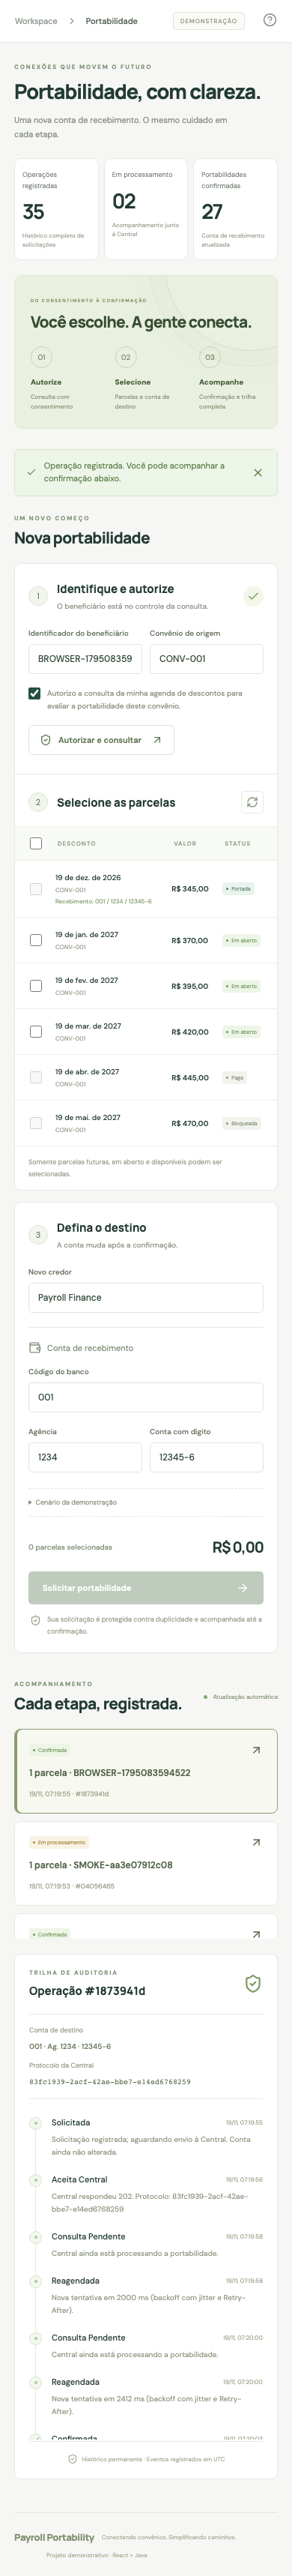 Workspace > Portabilidade DEMONSTRAÇÃO
CONEXÕES QUE MOVEM O FUTURO
Portabilidade, com clareza.
Uma nova conta de recebimento. O mesmo cuidado em
cada etapa.
Operações
registradas
35
Histórico completo de
solicitações
Em processamento
02
Acompanhamento junto
à Central
Portabilidades
confirmadas
27
Conta de recebimento
atualizada
DO CONSENTIMENTO À CONFIRMAÇÃO
Você escolhe. A gente conecta.
01
Autorize
Consulta com
consentimento
02
Selecione
Parcelas e conta de
destino
03
Acompanhe
Confirmação e trilha
completa
Operação registrada. Você pode acompanhar a
confirmação abaixo.
UM NOVO COMEÇO
Nova portabilidade
1 Identifique e autorize
O beneficiário está no controle da consulta.
Identificador do beneficiário
BROWSER-179508359
Convênio de origem
CONV-001
Autorizo a consulta da minha agenda de descontos para
avaliar a portabilidade deste convênio.
Autorizar e consultar
2 Selecione as parcelas
DESCONTO VALOR STATUS
19 de dez. de 2026 R$ 345,00 Portada
CONV-001
Recebimento: 001 / 1234 / 12345-6
19 de jan. de 2027 R$ 370,00 Em aberto
CONV-001
19 de fev. de 2027 R$ 395,00 Em aberto
CONV-001
19 de mar. de 2027 R$ 420,00 Em aberto
CONV-001
19 de abr. de 2027 R$ 445,00 Paga
CONV-001
19 de mai. de 2027 R$ 470,00 Bloqueada
CONV-001
Somente parcelas futuras, em aberto e disponíveis podem ser
selecionadas.
3 Defina o destino
A conta muda após a confirmação.
Novo credor
Payroll Finance
Conta de recebimento
Código do banco
001
Agência
1234
Conta com dígito
12345-6
Cenário da demonstração
0 parcelas selecionadas R$ 0,00
Solicitar portabilidade
Sua solicitação é protegida contra duplicidade e acompanhada até a
confirmação.
ACOMPANHAMENTO
Cada etapa, registrada.
Atualização automática
Confirmada
1 parcela · BROWSER-1795083594522
19/11, 07:19:55 · #1873941d
Em processamento
1 parcela · SMOKE-aa3e07912c08
19/11, 07:19:53 · #04056465
Confirmada
TRILHA DE AUDITORIA
Operação #1873941d
Conta de destino
001 · Ag. 1234 · 12345-6
Protocolo da Central
83fc1939-2acf-42ae-bbe7-e14ed6768259
Solicitada 19/11, 07:19:55
Solicitação registrada; aguardando envio à Central. Conta
ainda não alterada.
Aceita Central 19/11, 07:19:56
Central respondeu 202. Protocolo: 83fc1939-2acf-42ae-
bbe7-e14ed6768259
Consulta Pendente 19/11, 07:19:58
Central ainda está processando a portabilidade.
Reagendada 19/11, 07:19:58
Nova tentativa em 2000 ms (backoff com jitter e Retry-
After).
Consulta Pendente 19/11, 07:20:00
Central ainda está processando a portabilidade.
Reagendada 19/11, 07:20:00
Nova tentativa em 2412 ms (backoff com jitter e Retry-
After).
Confirmada 19/11, 07:20:03
Histórico permanente · Eventos registrados em UTC
Payroll Portability Conectando convênios. Simplificando caminhos.
Projeto demonstrativo · React + Java